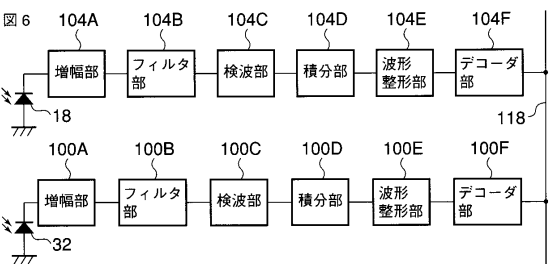 図6
104A 104B 104C 104D 104E 104F
増幅部 フィルタ部 検波部 積分部 波形整形部 デコーダ部
18
118
100A 100B 100C 100D 100E 100F
増幅部 フィルタ部 検波部 積分部 波形整形部 デコーダ部
32